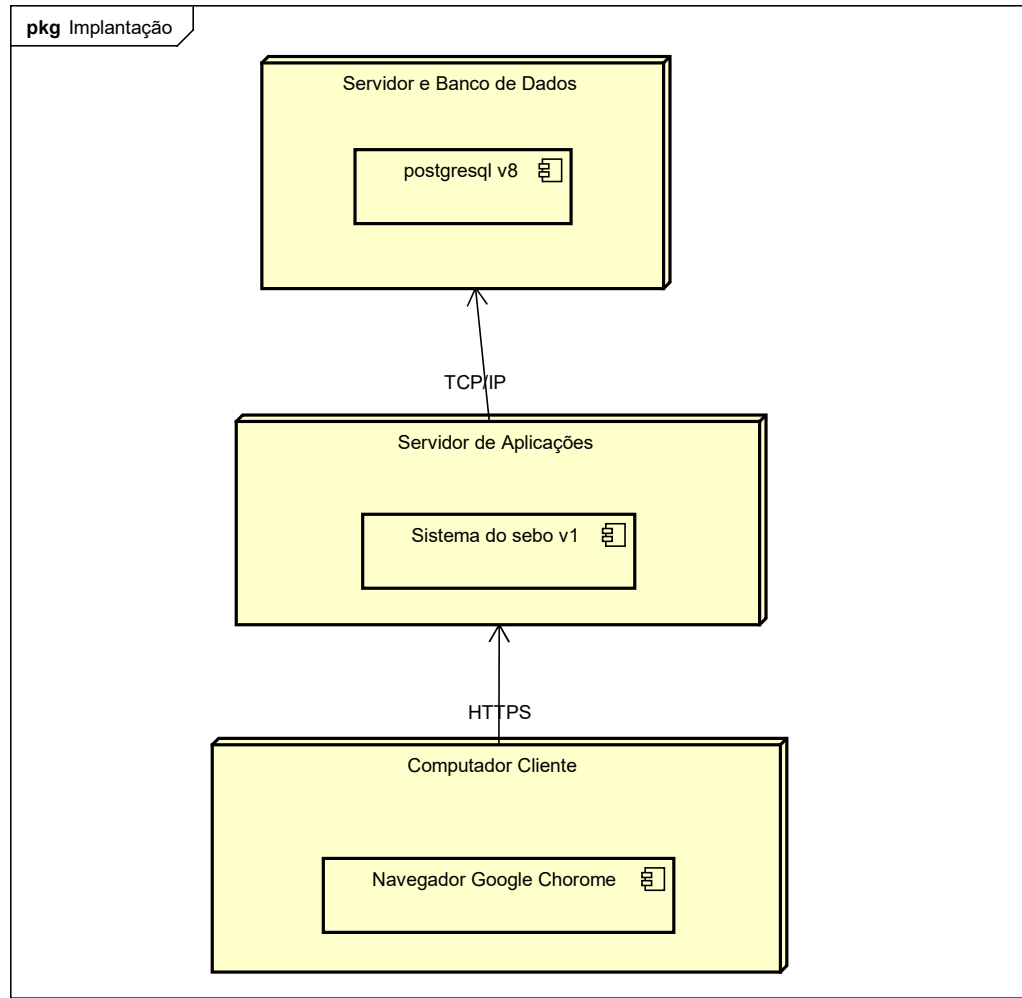 pkg Implantação
Servidor e Banco de Dados
postgresql v8
TCP/IP
Servidor de Aplicações
Sistema do sebo v1
HTTPS
Computador Cliente
Navegador Google Chorome